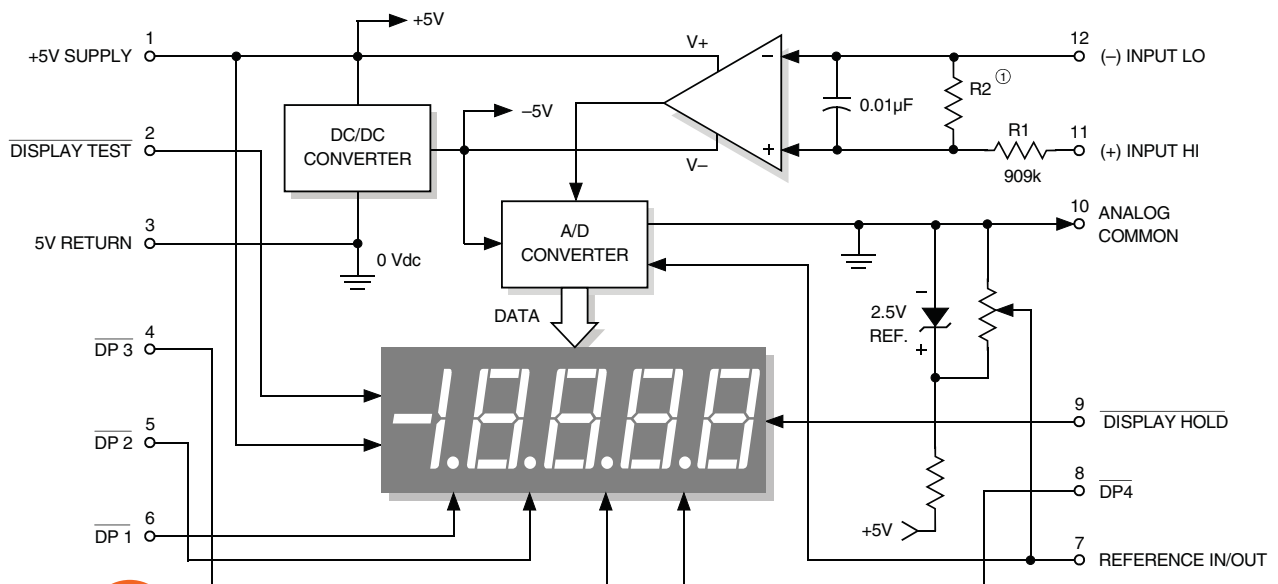 +5V
1
+5V SUPPLY
V+
12
(–) INPUT LO
–
R2 ①
0.01µF
–5V
DC/DC
CONVERTER
2
DISPLAY TEST
V–
+
R1
909k
11
(+) INPUT HI
10
ANALOG
COMMON
A/D
CONVERTER
3
5V RETURN
0 Vdc
DATA
–
2.5V
REF.
+
4
DP 3
-1.8.8.8.8
5
DP 2
9
DISPLAY HOLD
8
DP4
6
DP 1
+5V
7
REFERENCE IN/OUT